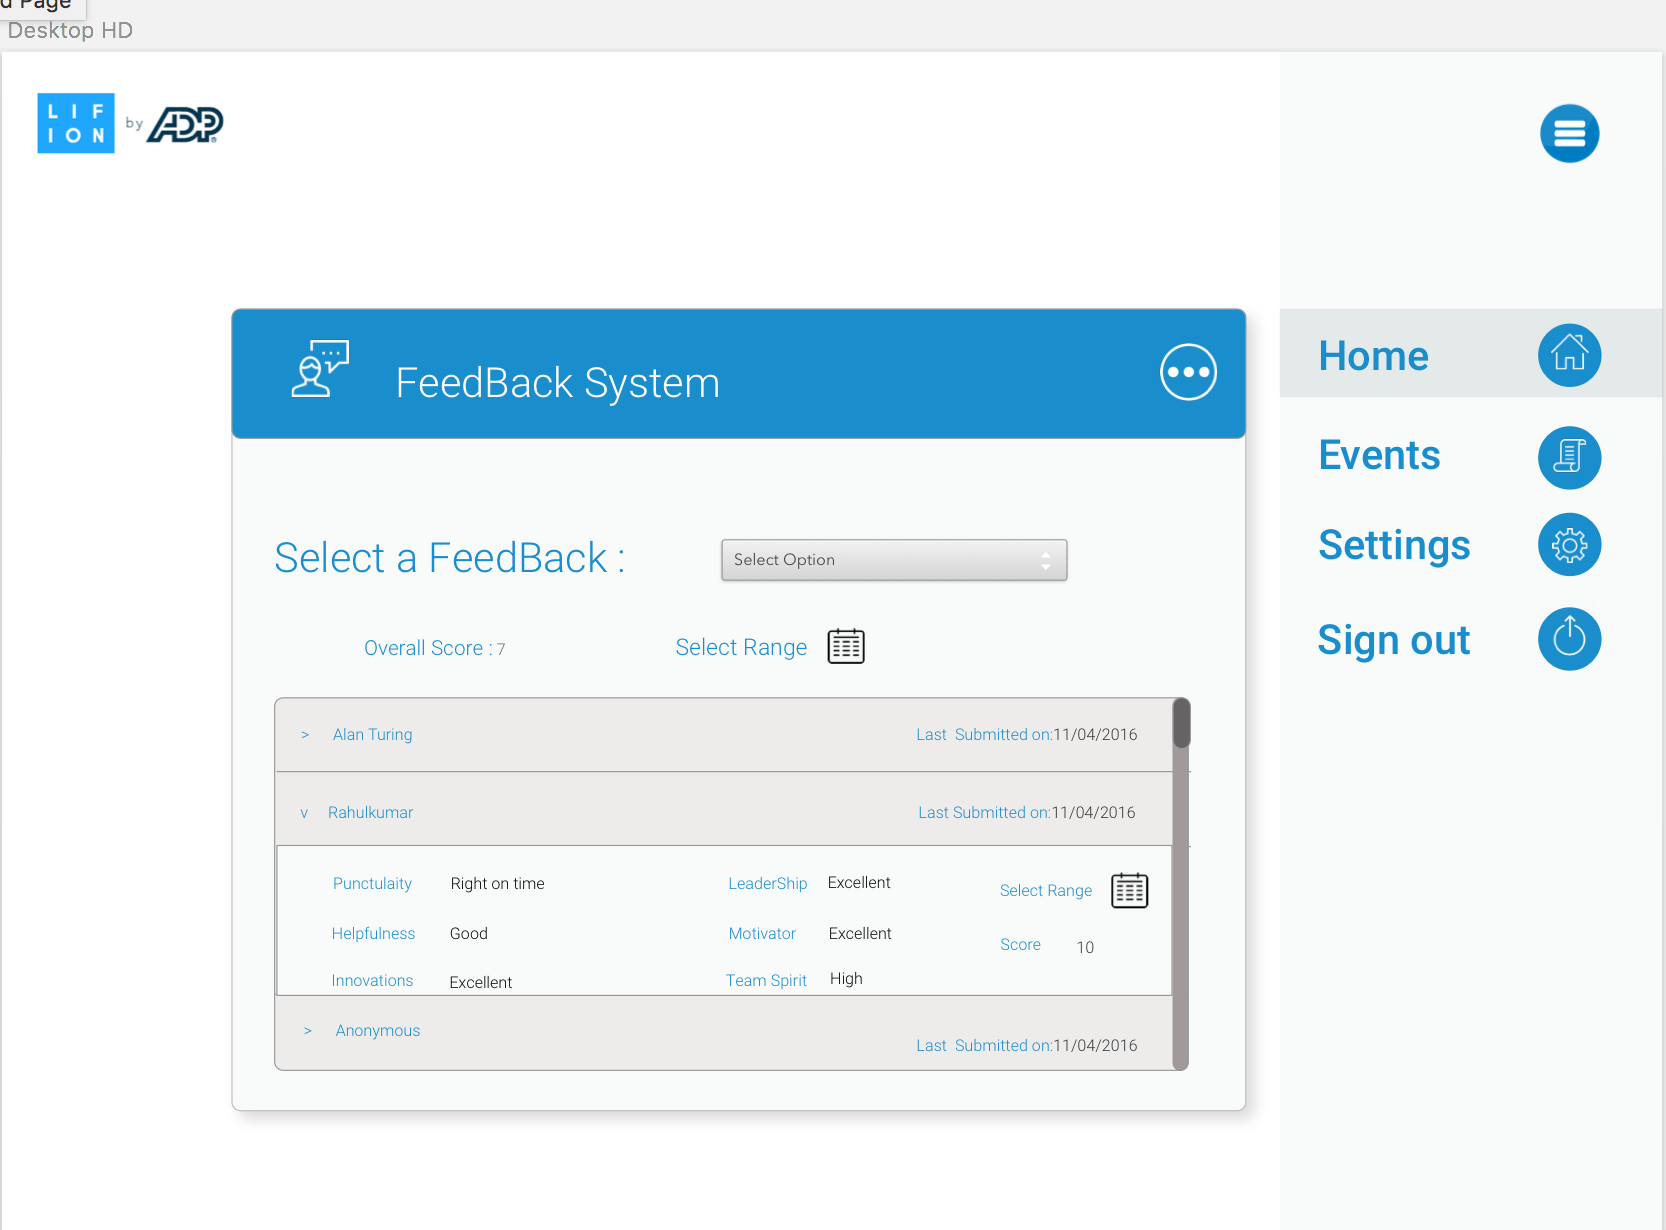 d Page
Desktop HD
LIF
ION by ADP
FeedBack System
Home
Events
Settings
Sign out
Select a FeedBack : Select Option
Overall Score : 7 Select Range
> Alan Turing Last Submitted on:11/04/2016
v Rahulkumar Last Submitted on:11/04/2016
Punctulaity Right on time LeaderShip Excellent Select Range
Helpfulness Good Motivator Excellent Score 10
Innovations Excellent Team Spirit High
> Anonymous Last Submitted on:11/04/2016